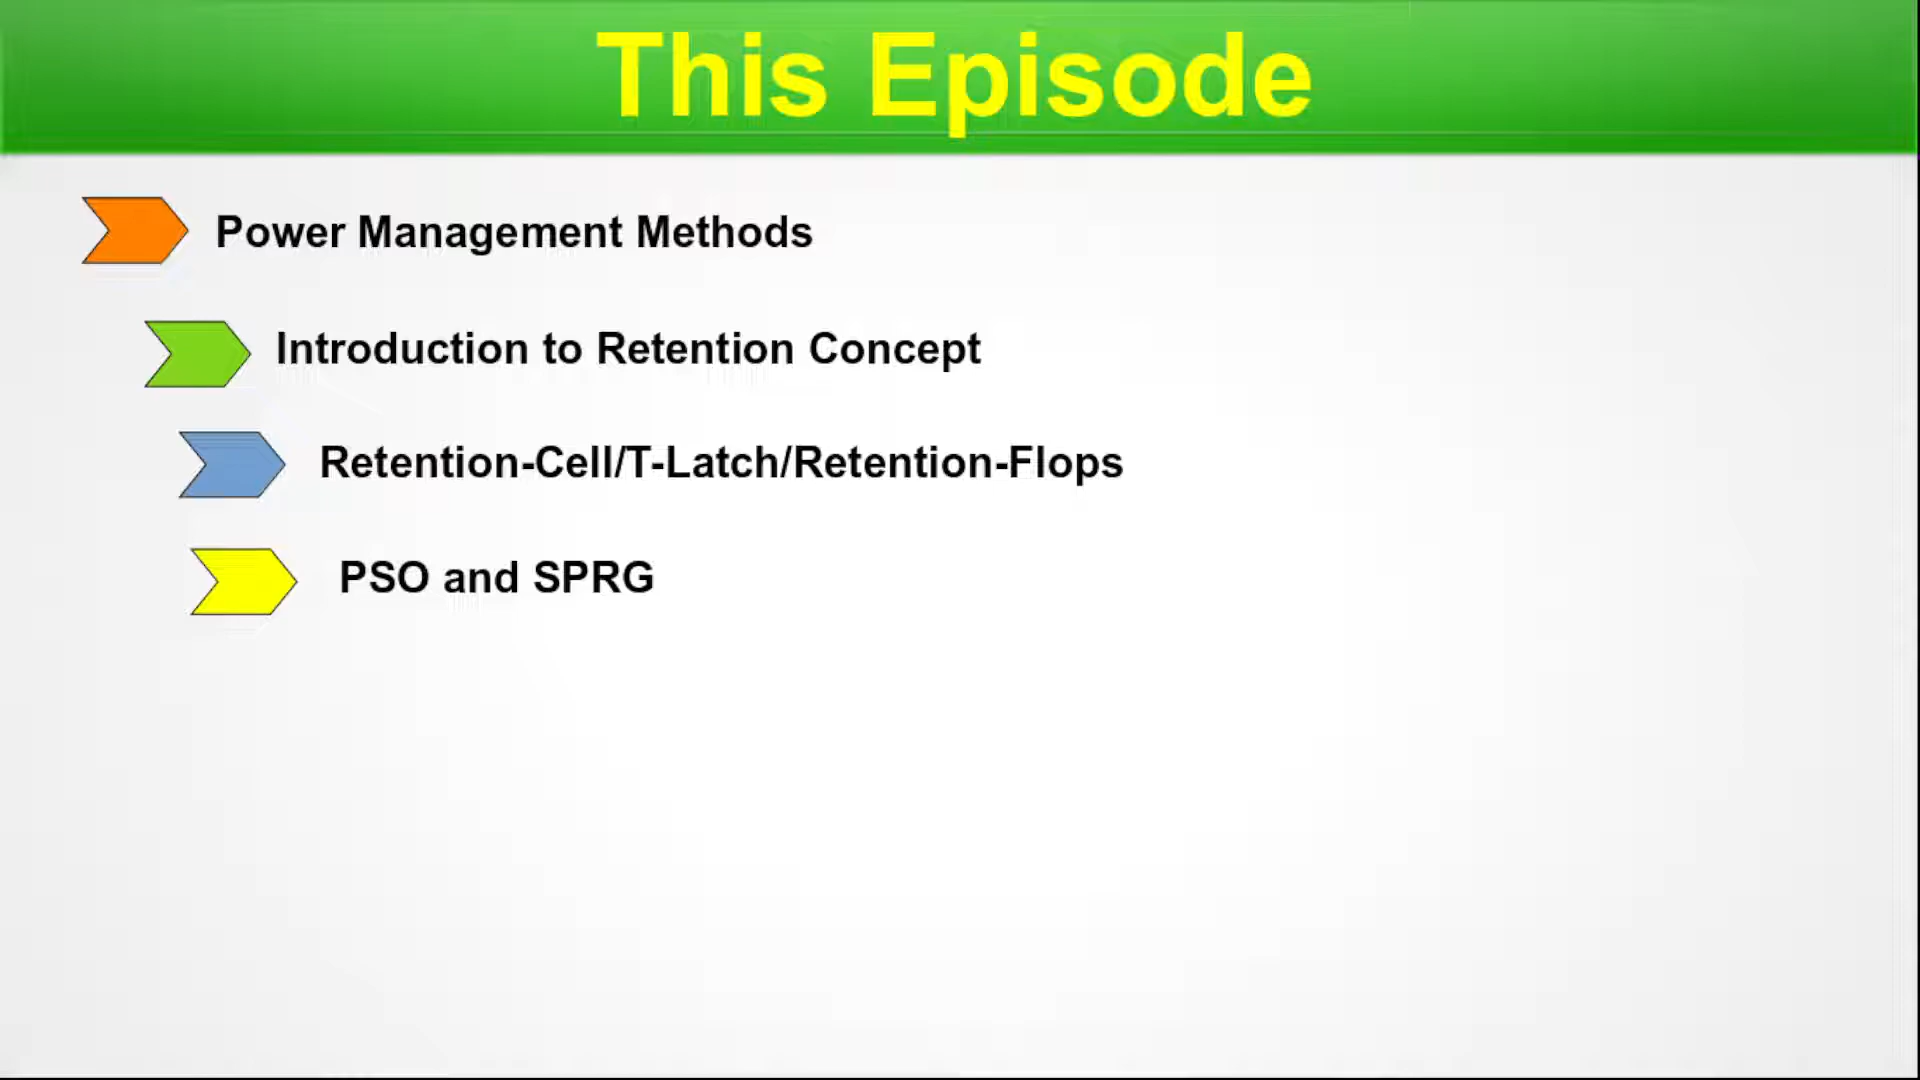 This Episode
Power Management Methods
Introduction to Retention Concept
Retention-Cell/T-Latch/Retention-Flops
PSO and SPRG